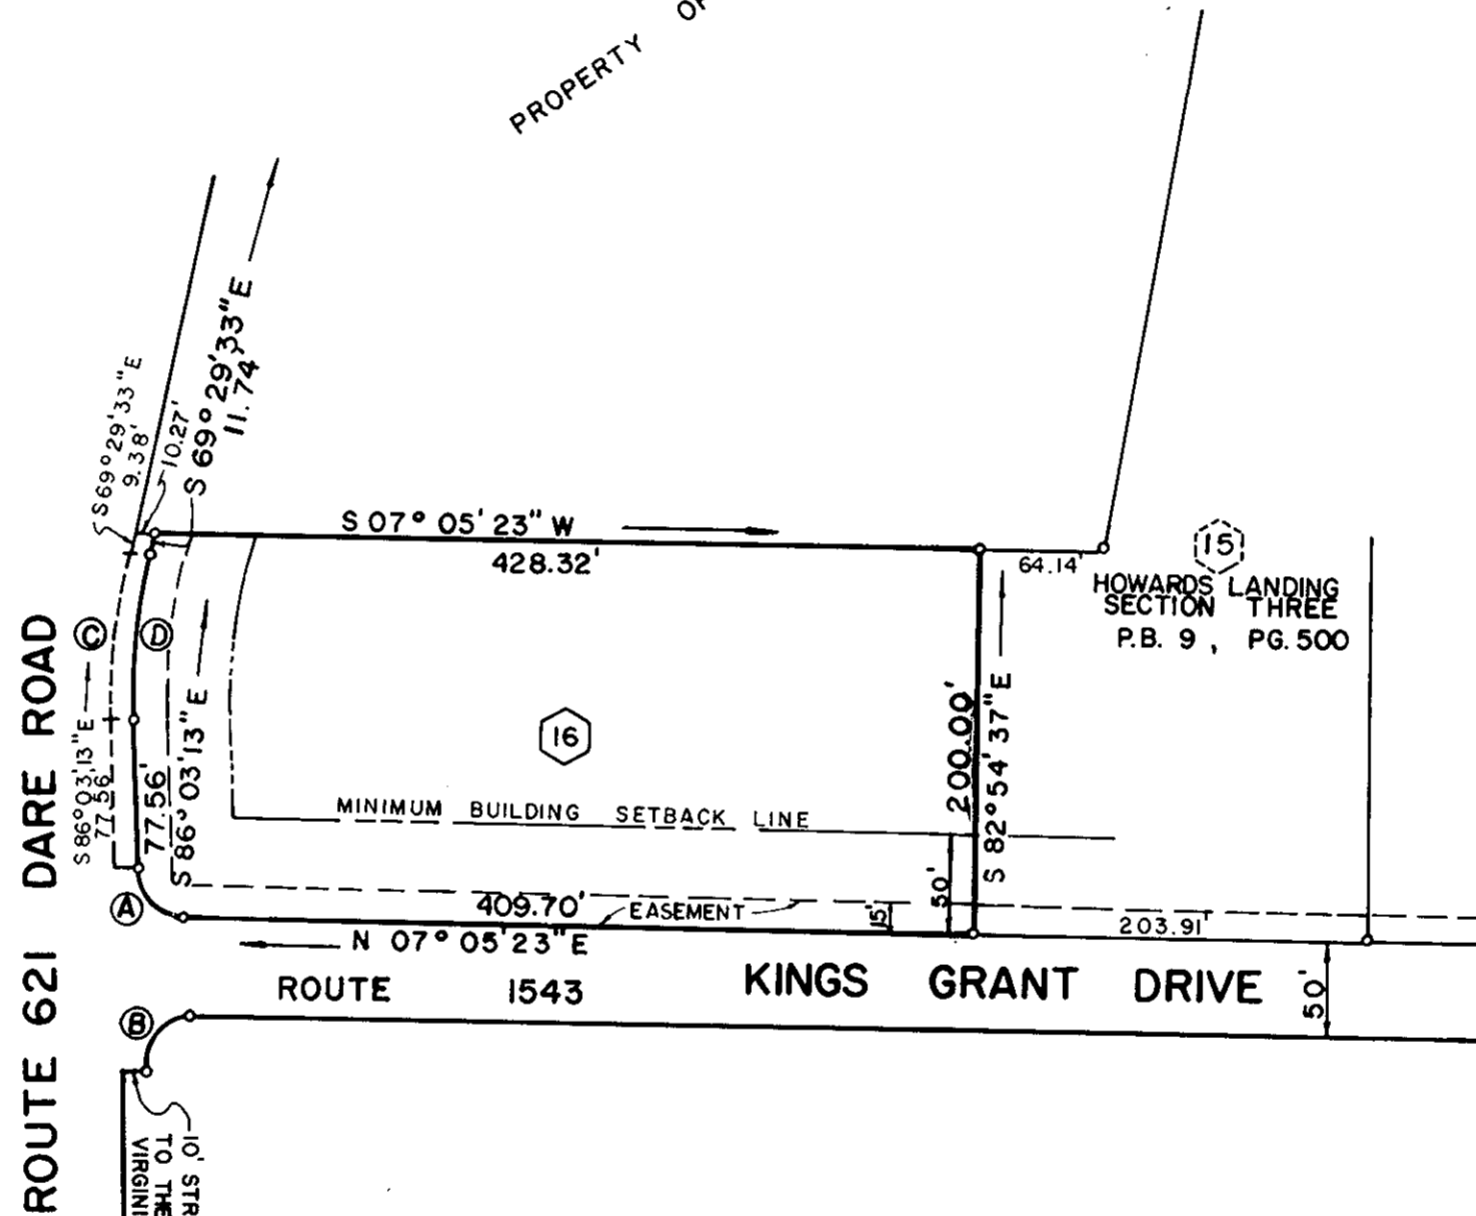 PROPERTY
S 69° 29' 33" E
9.38'
10.27'
S 69° 29' 33" E
11.74'
S 07° 05' 23" W
428.32'
64.14'
15
HOWARDS LANDING
SECTION THREE
P.B. 9, PG. 500
C
D
S 86° 03' 13" E
77.56
77.56'
S 86° 03' 13" E
16
200.00'
S 82° 54' 37" E
MINIMUM BUILDING SETBACK LINE
50'
15'
A
409.70'
EASEMENT
203.91'
N 07° 05' 23" E
ROUTE 1543 KINGS GRANT DRIVE
50'
B
ROUTE 621 DARE ROAD
10' STR
TO THE
VIRGINI